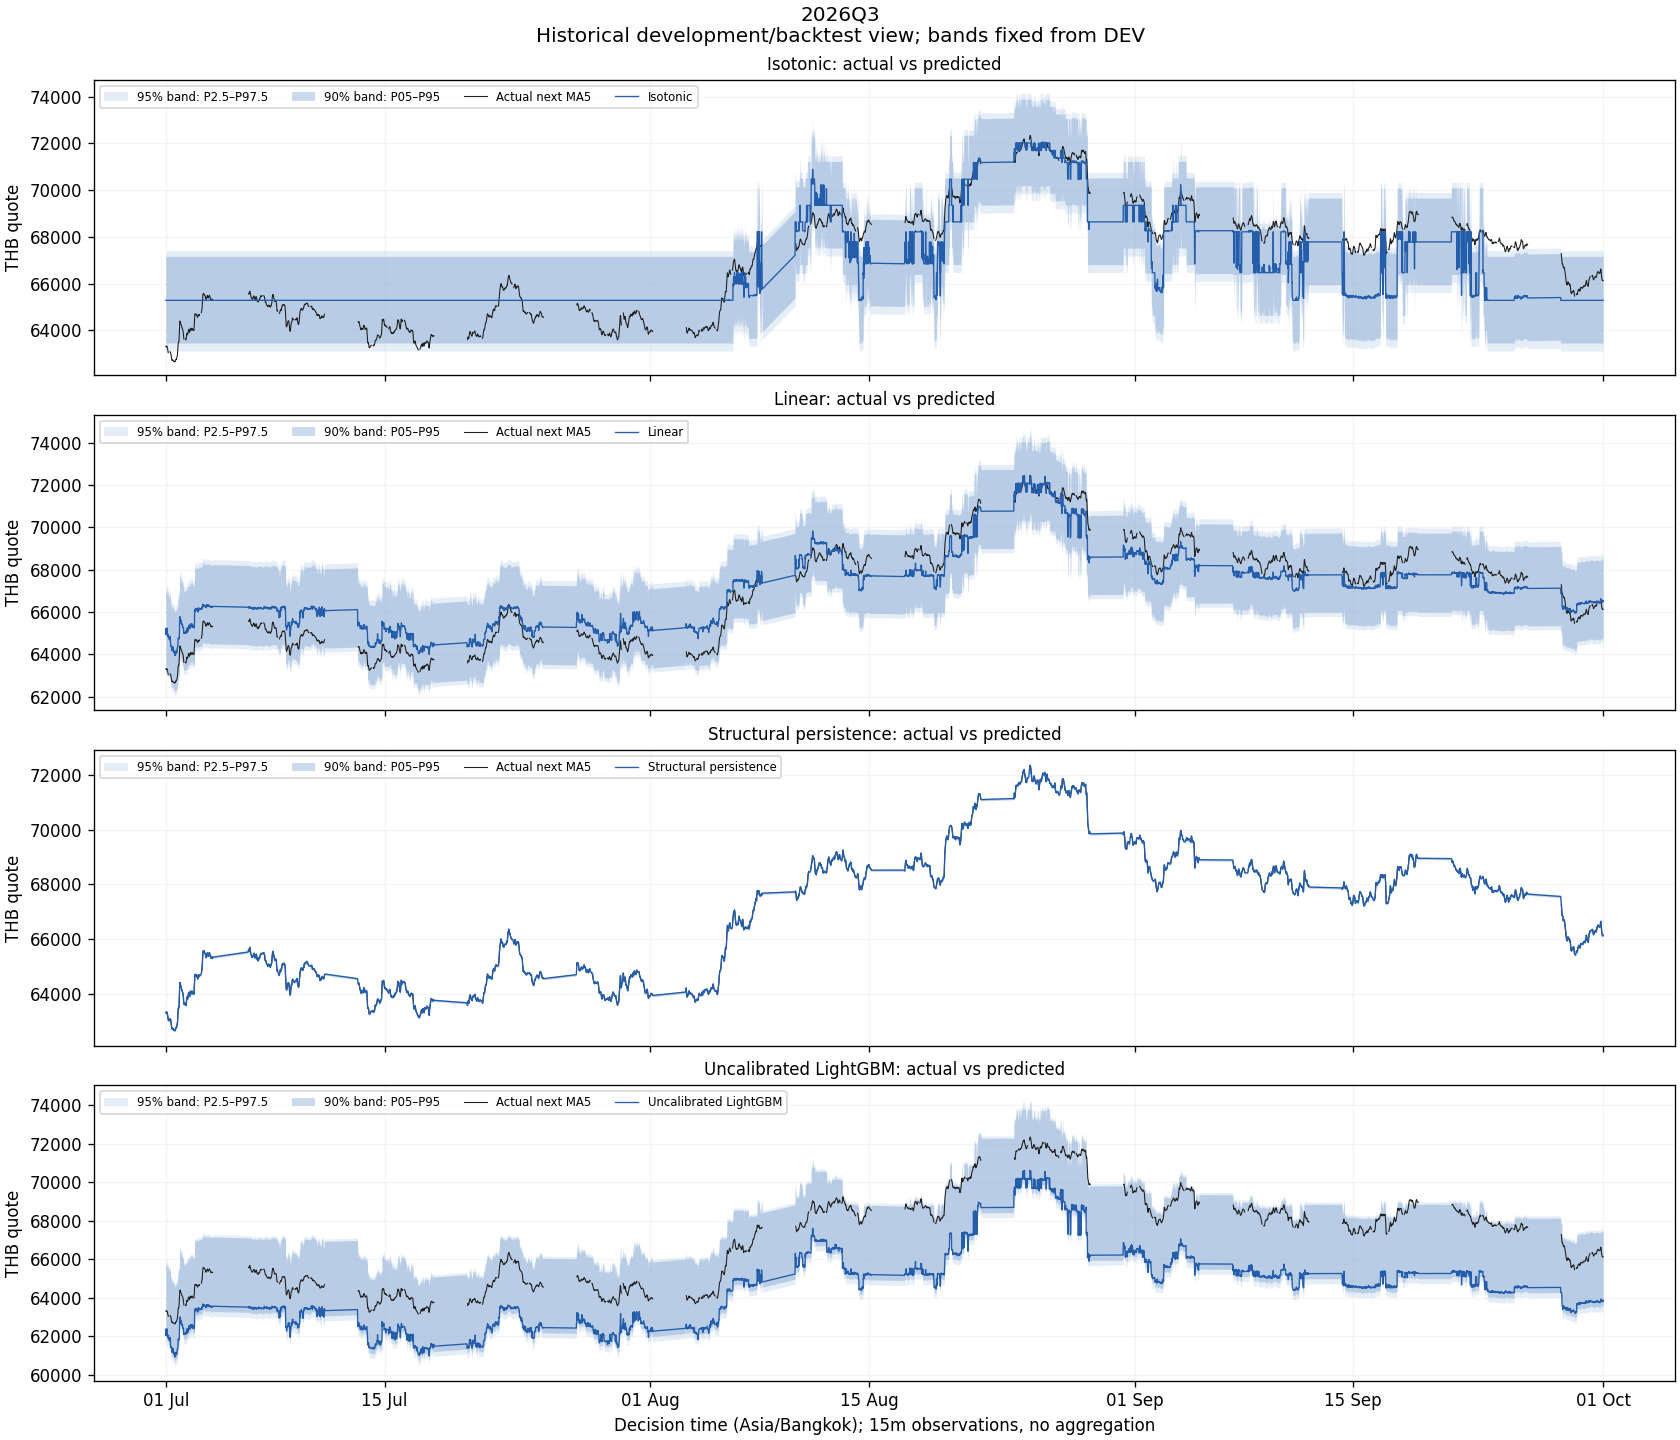 2026Q3
Historical development/backtest view; bands fixed from DEV
Isotonic: actual vs predicted
95% band: P2.5–P97.5 90% band: P05–P95 Actual next MA5 Isotonic
THB quote
74000
72000
70000
68000
66000
64000
Linear: actual vs predicted
95% band: P2.5–P97.5 90% band: P05–P95 Actual next MA5 Linear
THB quote
74000
72000
70000
68000
66000
64000
62000
Structural persistence: actual vs predicted
95% band: P2.5–P97.5 90% band: P05–P95 Actual next MA5 Structural persistence
THB quote
72000
70000
68000
66000
64000
Uncalibrated LightGBM: actual vs predicted
95% band: P2.5–P97.5 90% band: P05–P95 Actual next MA5 Uncalibrated LightGBM
THB quote
74000
72000
70000
68000
66000
64000
62000
60000
01 Jul 15 Jul 01 Aug 15 Aug 01 Sep 15 Sep 01 Oct
Decision time (Asia/Bangkok); 15m observations, no aggregation